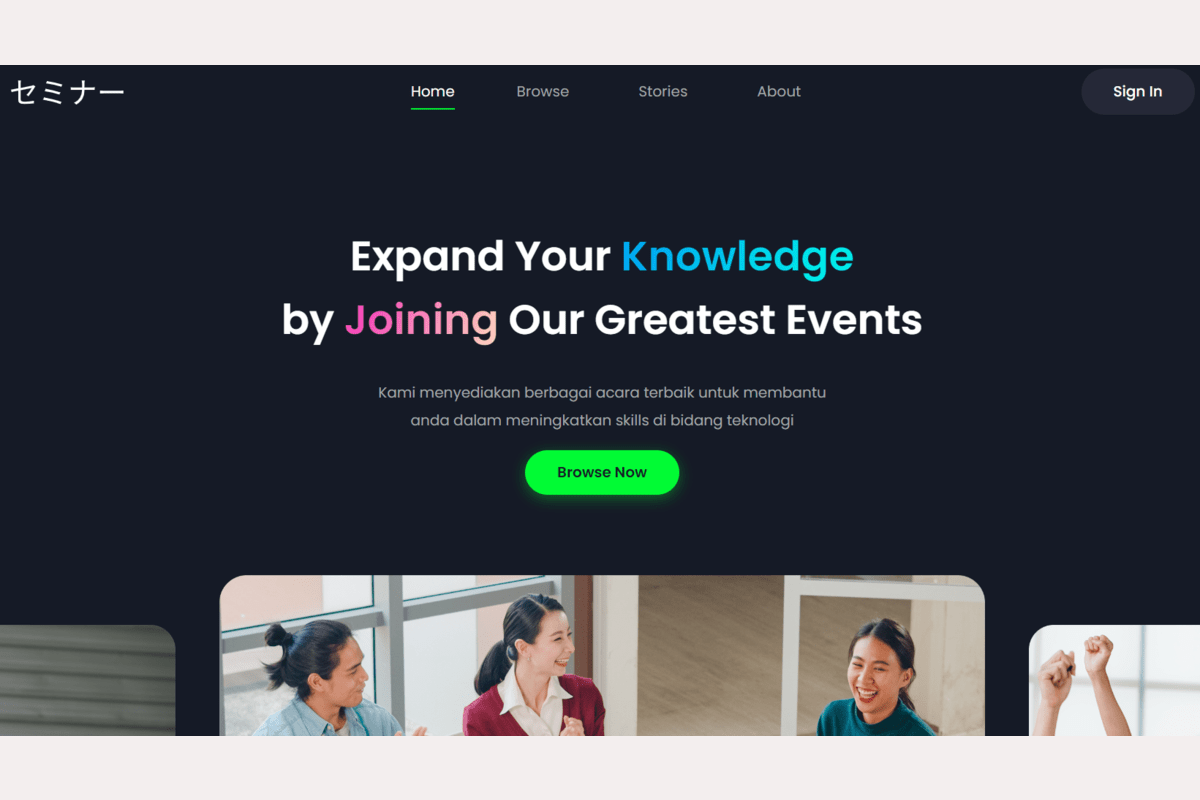 セミナー
Home
Browse
Stories
About
Sign In
Expand Your Knowledge
by Joining Our Greatest Events
Kami menyediakan berbagai acara terbaik untuk membantu
anda dalam meningkatkan skills di bidang teknologi
Browse Now